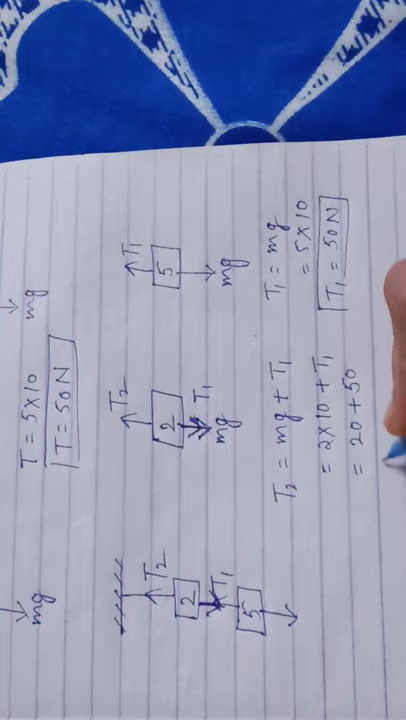 mg
T = 5×10
mg
T = 50N
T₂
2
T₁
5
T₂
2
T₁
mg
T₁
5
mg
T₂ = mg + T₁
= 2×10 + T₁
= 20 + 50
T₁ = mg
= 5×10
T₁ = 50N